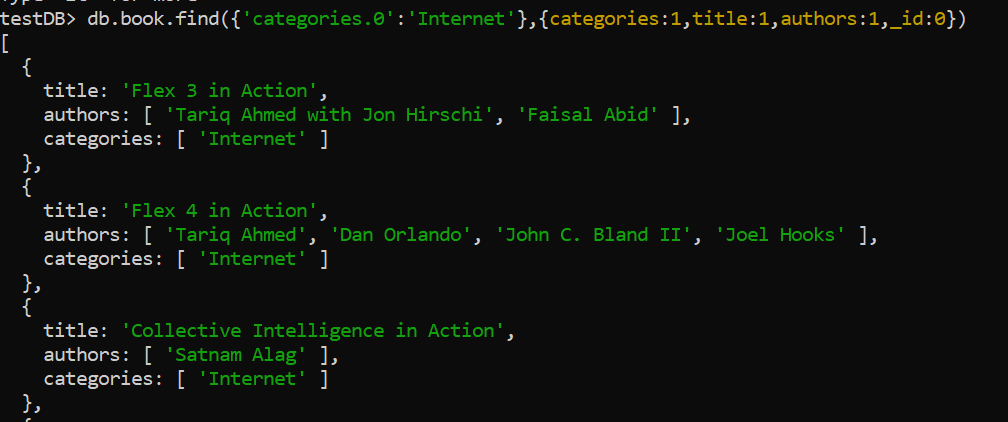 testDB> db.book.find({'categories.0':'Internet'},{categories:1,title:1,authors:1,_id:0})
[
  {
    title: 'Flex 3 in Action',
    authors: [ 'Tariq Ahmed with Jon Hirschi', 'Faisal Abid' ],
    categories: [ 'Internet' ]
  },
  {
    title: 'Flex 4 in Action',
    authors: [ 'Tariq Ahmed', 'Dan Orlando', 'John C. Bland II', 'Joel Hooks' ],
    categories: [ 'Internet' ]
  },
  {
    title: 'Collective Intelligence in Action',
    authors: [ 'Satnam Alag' ],
    categories: [ 'Internet' ]
  },